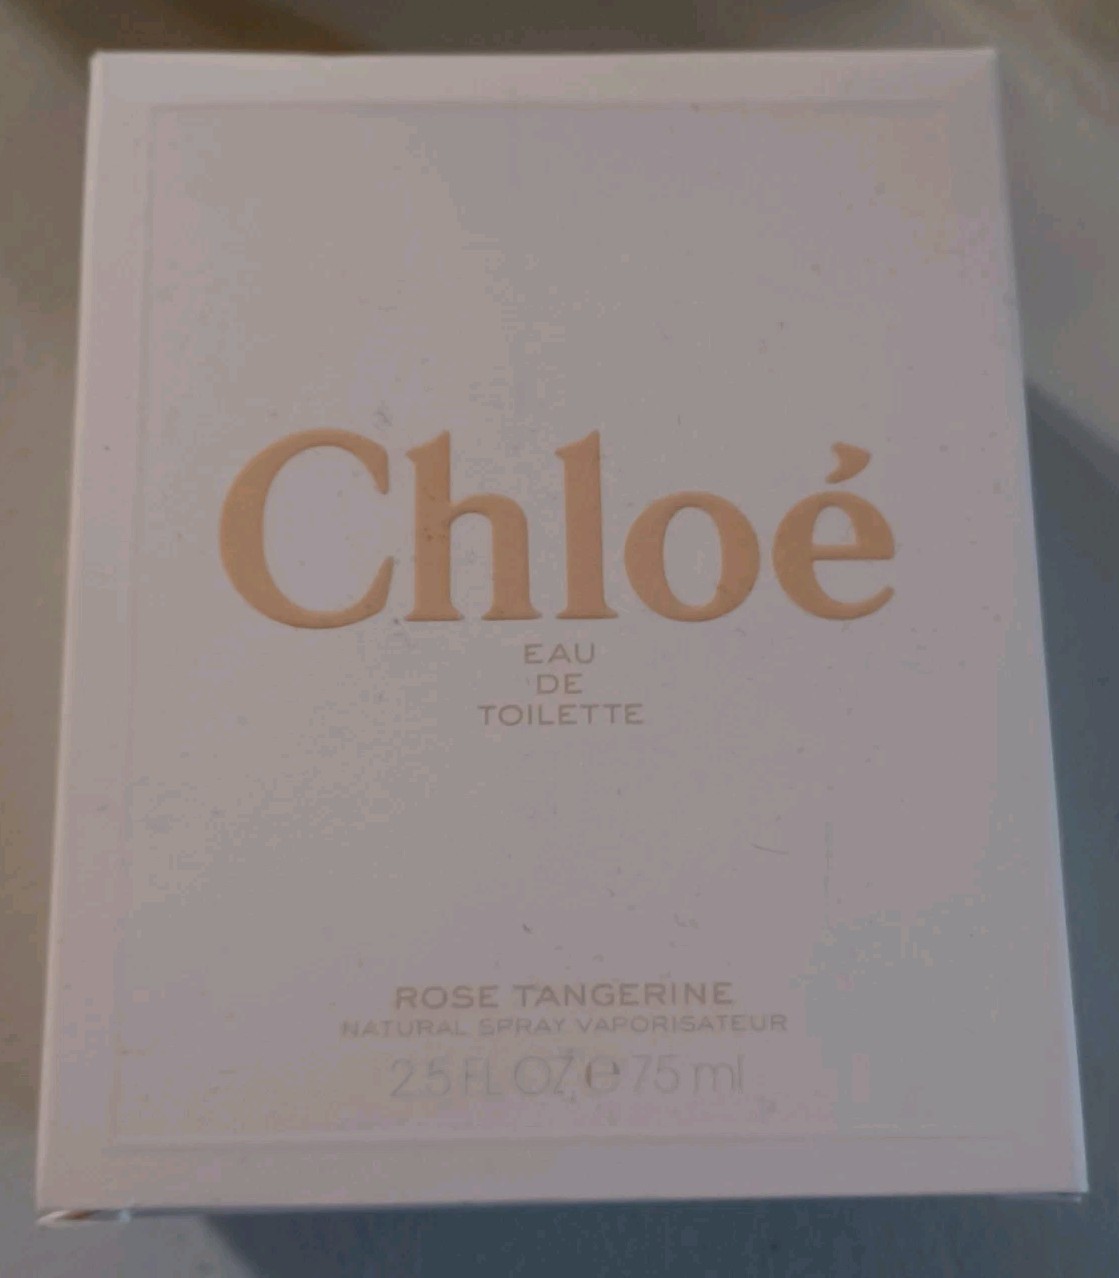 Chloé
EAU
DE
TOILETTE
ROSE TANGERINE
NATURAL SPRAY VAPORISATEUR
2.5 FL OZ ℮ 75 ml